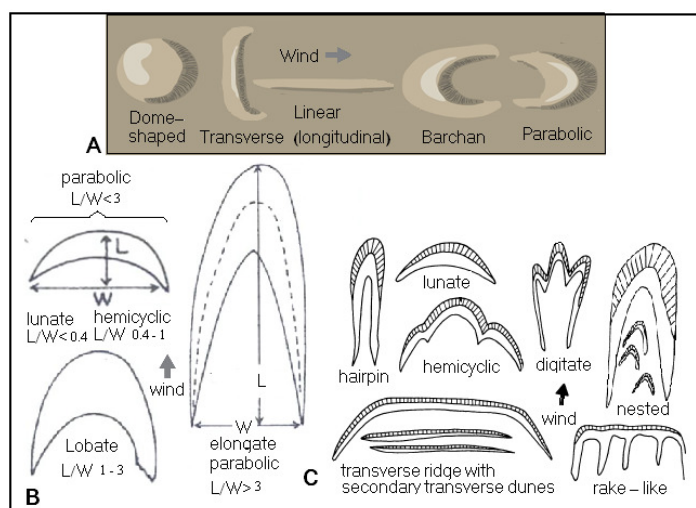 Wind
Dome–
shaped
Transverse
Linear
(longitudinal)
Barchan
Parabolic
A
parabolic
L/W<3
L
W
lunate
L/W<0.4
hemicyclic
L/W 0.4-1
wind
Lobate
L/W 1-3
B
L
W
elongate
parabolic
L/W>3
hairpin
lunate
hemicyclic
digitate
nested
wind
C
transverse ridge with
secondary transverse dunes
rake – like